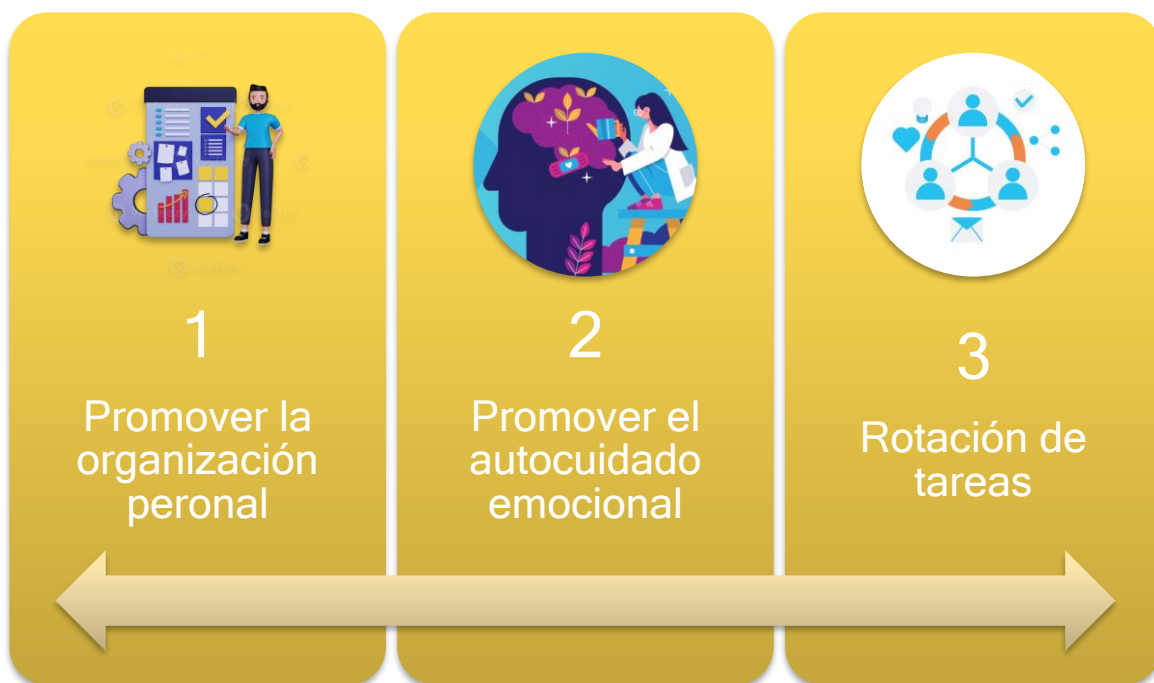 1
Promover la
organización
peronal
2
Promover el
autocuidado
emocional
3
Rotación de
tareas